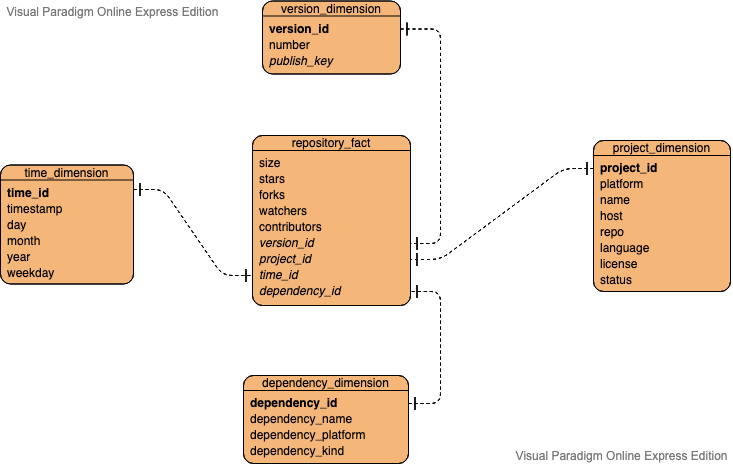 Visual Paradigm Online Express Edition
version_dimension
version_id
number
publish_key
repository_fact
size
stars
forks
watchers
contributors
version_id
project_id
time_id
dependency_id
time_dimension
time_id
timestamp
day
month
year
weekday
project_dimension
project_id
platform
name
host
repo
language
license
status
dependency_dimension
dependency_id
dependency_name
dependency_platform
dependency_kind
Visual Paradigm Online Express Edition